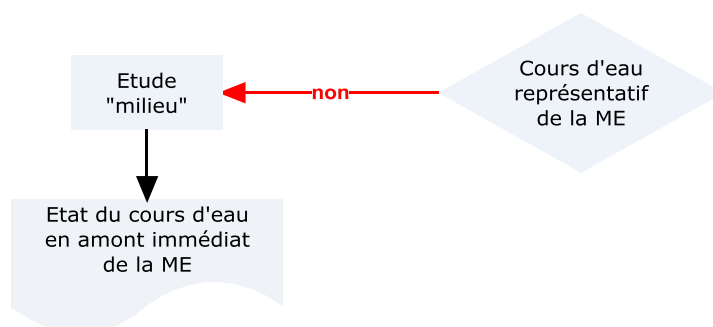 Etude
"milieu"
non
Cours d'eau
représentatif
de la ME
Etat du cours d'eau
en amont immédiat
de la ME